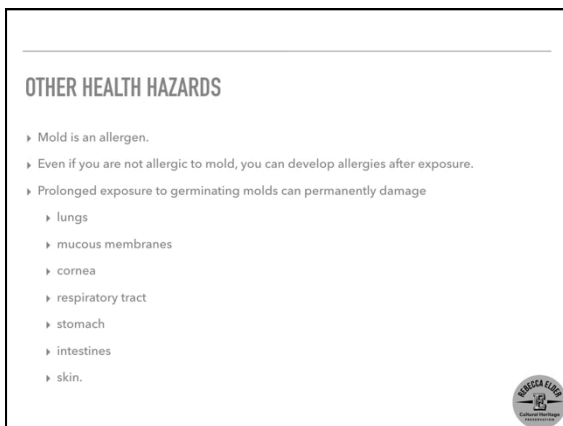 OTHER HEALTH HAZARDS
▸ Mold is an allergen.
▸ Even if you are not allergic to mold, you can develop allergies after exposure.
▸ Prolonged exposure to germinating molds can permanently damage
▸ lungs
▸ mucous membranes
▸ cornea
▸ respiratory tract
▸ stomach
▸ intestines
▸ skin.
REBECCA ELDER
E
Cultural Heritage
PRESERVATION